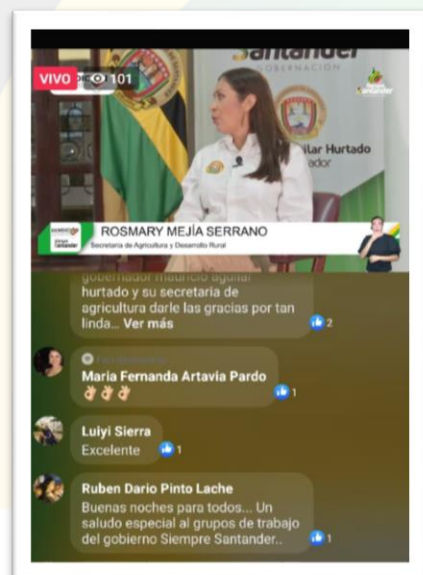 VIVO 101
Santander
GOBERNACIÓN
Santander
ilar Hurtado
ador
ROSMARY MEJÍA SERRANO
Secretaria de Agricultura y Desarrollo Rural
gobernador mauricio aguilar
hurtado y su secretaria de
agricultura darle las gracias por tan
linda... Ver más
2
Maria Fernanda Artavia Pardo
👌🏼👌🏼👌🏼
1
Luiyi Sierra
Excelente
1
Ruben Dario Pinto Lache
Buenas noches para todos... Un
saludo especial al grupos de trabajo
del gobierno Siempre Santander..
1